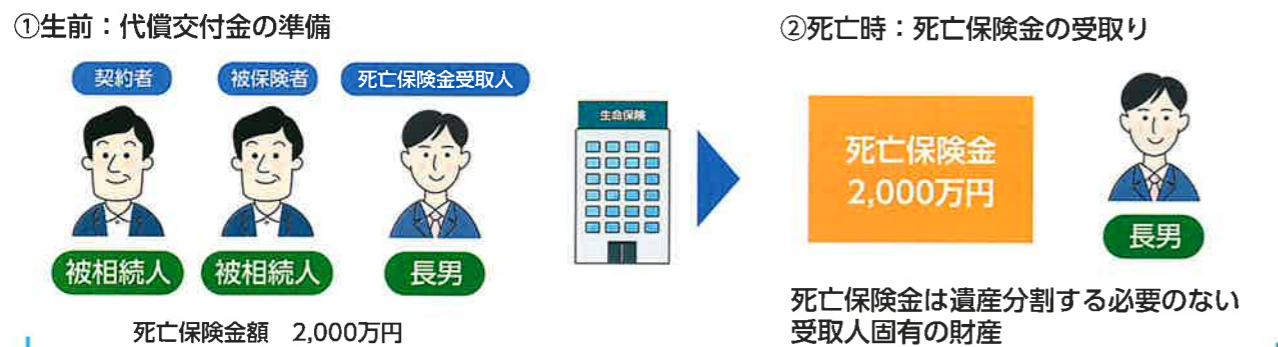 ①生前：代償交付金の準備
契約者
被保険者
死亡保険金受取人
生命保険
被相続人
被相続人
長男
死亡保険金額 2,000万円
②死亡時：死亡保険金の受取り
死亡保険金
2,000万円
長男
死亡保険金は遺産分割する必要のない
受取人固有の財産